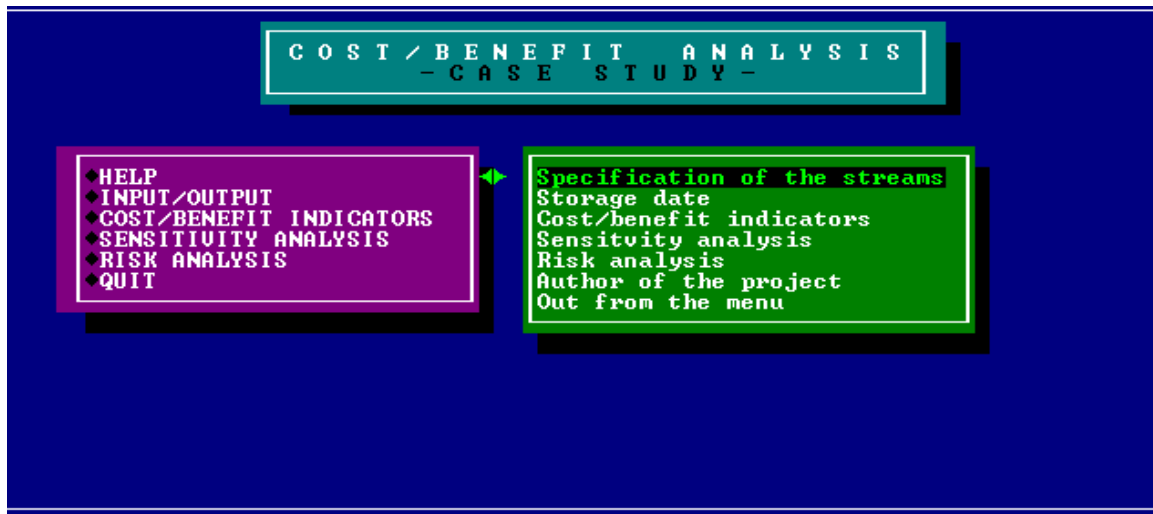 COST/BENEFIT ANALYSIS
-CASE STUDY-
HELP
INPUT/OUTPUT
COST/BENEFIT INDICATORS
SENSITIVITY ANALYSIS
RISK ANALYSIS
QUIT
Specification of the streams
Storage date
Cost/benefit indicators
Sensitvity analysis
Risk analysis
Author of the project
Out from the menu